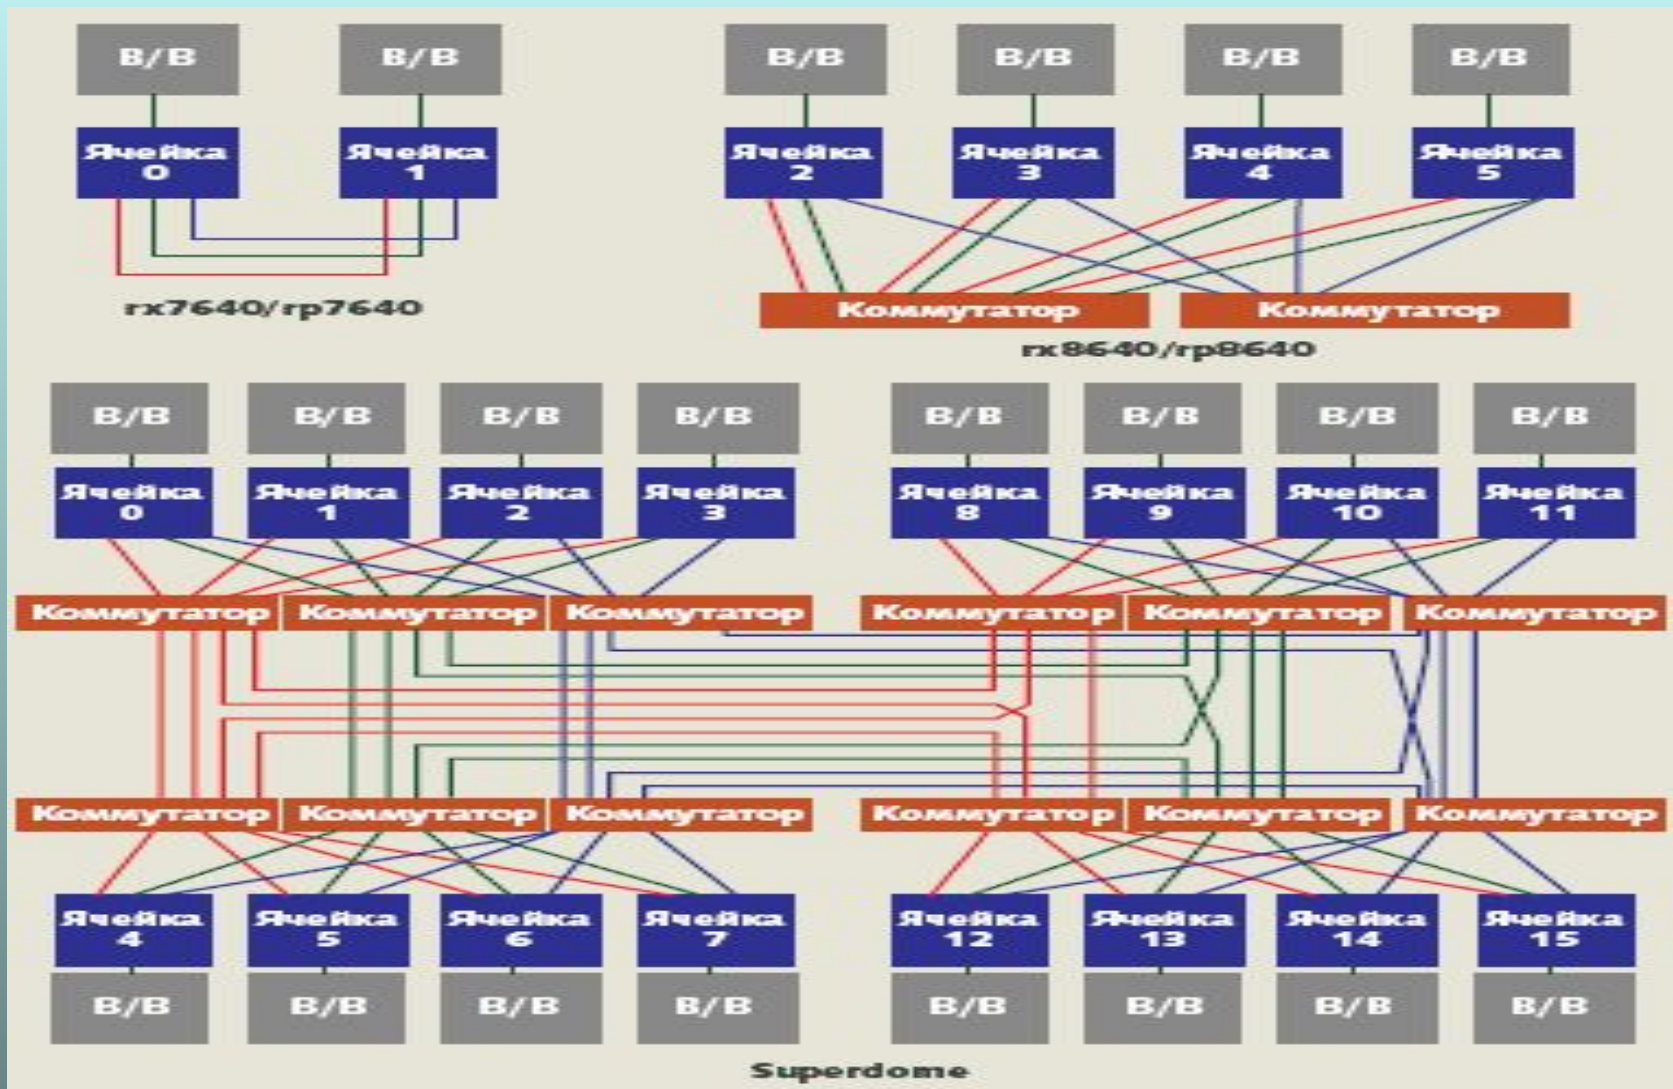 В/В В/В В/В В/В В/В В/В
Ячейка 0 Ячейка 1 Ячейка 2 Ячейка 3 Ячейка 4 Ячейка 5
Коммутатор Коммутатор
rx7640/rp7640
rx8640/rp8640
В/В В/В В/В В/В В/В В/В В/В В/В
Ячейка 0 Ячейка 1 Ячейка 2 Ячейка 3 Ячейка 8 Ячейка 9 Ячейка 10 Ячейка 11
Коммутатор Коммутатор Коммутатор Коммутатор Коммутатор Коммутатор
Коммутатор Коммутатор Коммутатор Коммутатор Коммутатор Коммутатор
Ячейка 4 Ячейка 5 Ячейка 6 Ячейка 7 Ячейка 12 Ячейка 13 Ячейка 14 Ячейка 15
В/В В/В В/В В/В В/В В/В В/В В/В
Superdome